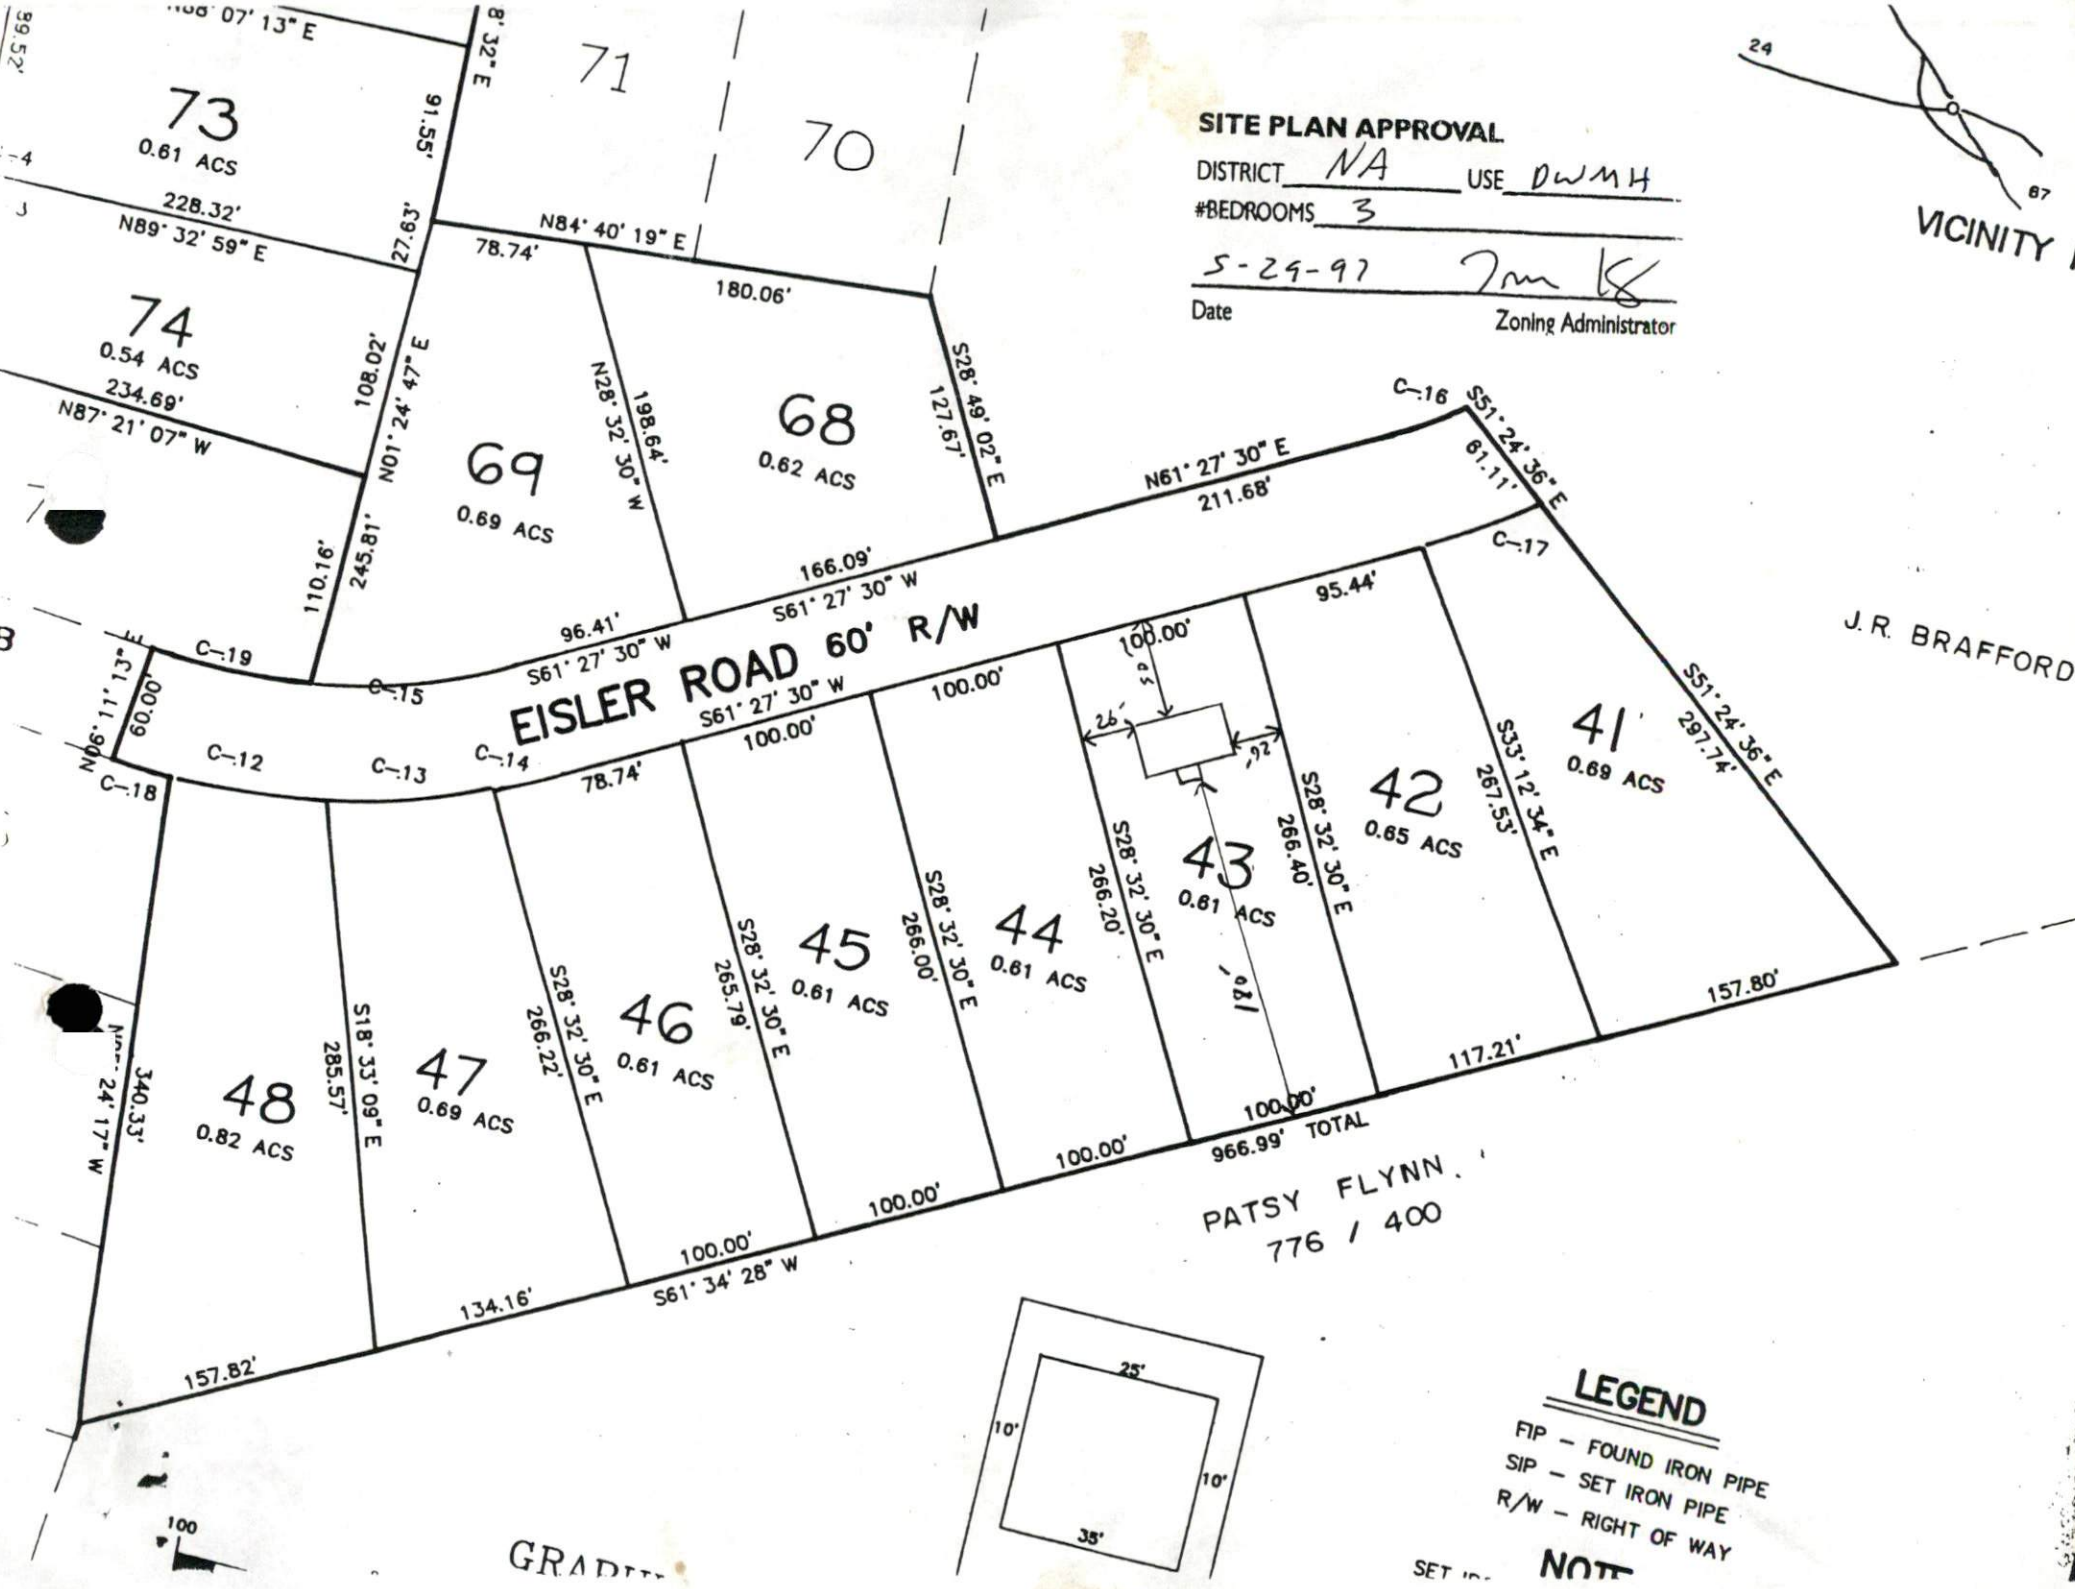 07' 13" E
89.52'
8' 32" E
71
70
73
0.61 ACS
91.55'
228.32'
N89° 32' 59" E
27.63'
N84° 40' 19" E
78.74'
180.06'
SITE PLAN APPROVAL
DISTRICT NA USE DWMH
#BEDROOMS 3
5-29-97
Date Zoning Administrator
24
87
VICINITY
74
0.54 ACS
234.69'
N87° 21' 07" W
108.02'
N01° 24' 47" E
69
0.69 ACS
N28° 32' 30" W
198.64'
68
0.62 ACS
S28° 49' 02" E
127.67'
C-16
S51° 24' 36" E
61.11'
N61° 27' 30" E
211.68'
C-17
110.16'
245.81'
166.09'
S61° 27' 30" W
96.41'
S61° 27' 30" W
EISLER ROAD 60' R/W
C-19
C-15
N06° 11' 13" E
60.00'
C-18
C-12
C-13
C-14
78.74'
S61° 27' 30" W
100.00'
100.00'
100.00'
95.44'
50'
26'
26'
J.R. BRAFFORD
S51° 24' 36" E
297.74'
41
0.69 ACS
S33° 12' 34" E
267.53'
42
0.65 ACS
S28° 32' 30" E
266.40'
43
0.61 ACS
180'
S28° 32' 30" E
266.20'
44
0.61 ACS
S28° 32' 30" E
266.00'
45
0.61 ACS
S28° 32' 30" E
265.79'
46
0.61 ACS
S28° 32' 30" E
266.22'
47
0.69 ACS
S18° 33' 09" E
285.57'
48
0.82 ACS
340.33'
24' 17" W
157.80'
117.21'
100.00'
966.99' TOTAL
100.00'
100.00'
100.00'
S61° 34' 28" W
134.16'
157.82'
PATSY FLYNN
776 / 400
25'
10'
10'
35'
LEGEND
FIP - FOUND IRON PIPE
SIP - SET IRON PIPE
R/W - RIGHT OF WAY
100
SET
NOTE